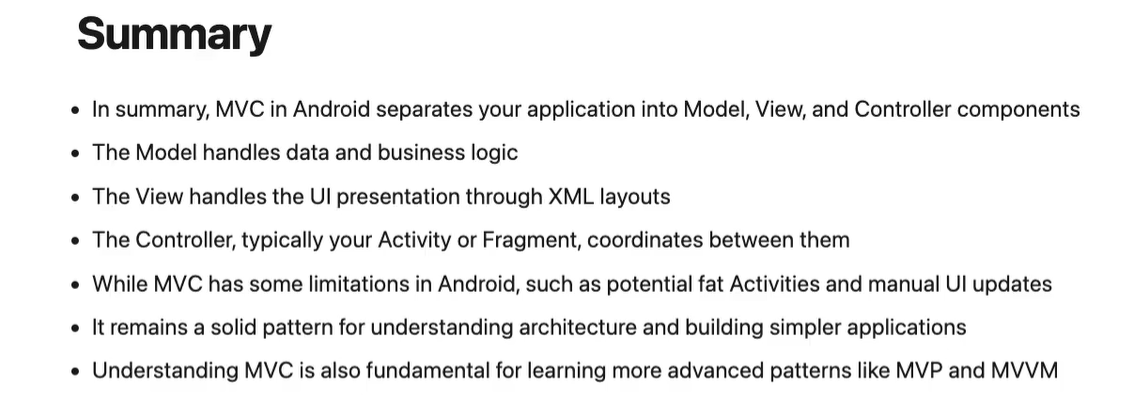 Summary
• In summary, MVC in Android separates your application into Model, View, and Controller components
• The Model handles data and business logic
• The View handles the UI presentation through XML layouts
• The Controller, typically your Activity or Fragment, coordinates between them
• While MVC has some limitations in Android, such as potential fat Activities and manual UI updates
• It remains a solid pattern for understanding architecture and building simpler applications
• Understanding MVC is also fundamental for learning more advanced patterns like MVP and MVVM